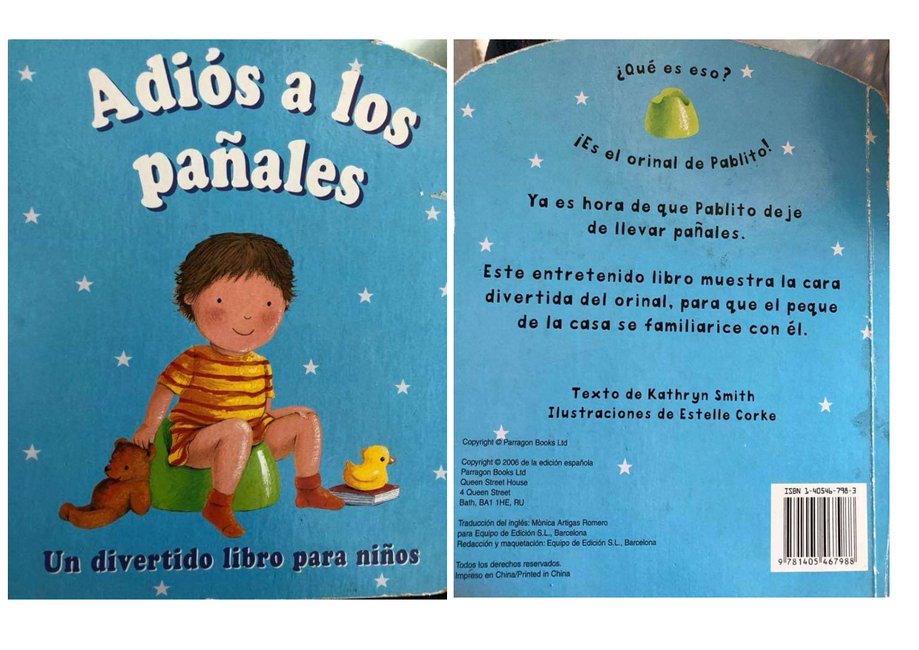 Adiós a los
pañales
Un divertido libro para niños
¿Qué es eso?
¡Es el orinal de Pablito!
Ya es hora de que Pablito deje
de llevar pañales.
Este entretenido libro muestra la cara
divertida del orinal, para que el peque
de la casa se familiarice con él.
Texto de Kathryn Smith
Ilustraciones de Estelle Corke
Copyright © Parragon Books Ltd
Copyright © 2006 de la edición española
Parragon Books Ltd
Queen Street House
4 Queen Street
Bath, BA1 1HE, RU
Traducción del inglés: Mònica Artigas Romero
para Equipo de Edición S.L., Barcelona
Redacción y maquetación: Equipo de Edición S.L., Barcelona
Todos los derechos reservados.
Impreso en China/Printed in China
ISBN 1-40546-798-3
9 781405 467988